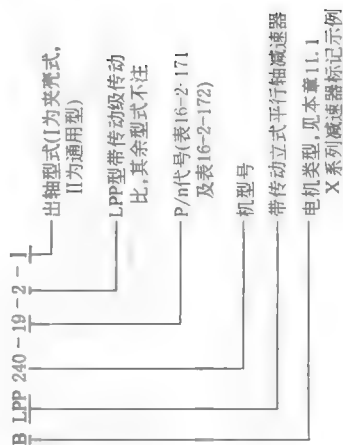 B LPP 240-19-2-I
出轴型式(I为夹壳式,
II为通用型)
LPP型带传动级传动
比,其余型式不注
P/n代号(表16-2-171
及表16-2-172)
机型号
带传动立式平行轴减速器
电机类型,见本章11.1
X系列减速器标记示例